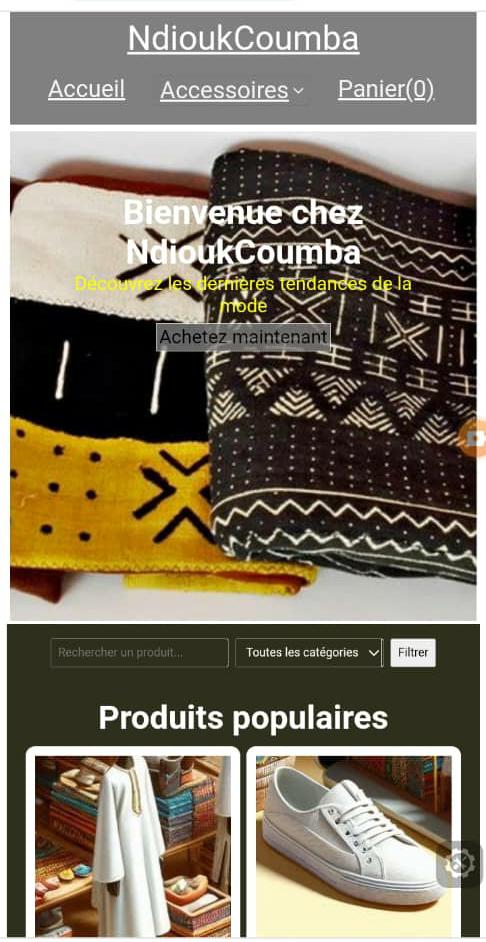 NdioukCoumba
Accueil Accessoires Panier(0)
Bienvenue chez
NdioukCoumba
Découvrez les dernières tendances de la
mode
Achetez maintenant
Rechercher un produit... Toutes les catégories Filtrer
Produits populaires